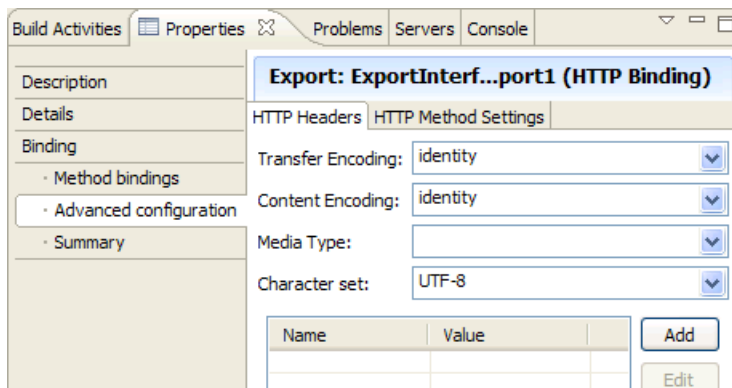 Build Activities Properties Problems Servers Console
Description
Details
Binding
· Method bindings
· Advanced configuration
· Summary
Export: ExportInterf...port1 (HTTP Binding)
HTTP Headers HTTP Method Settings
Transfer Encoding: identity
Content Encoding: identity
Media Type:
Character set: UTF-8
Name Value Add
Edit